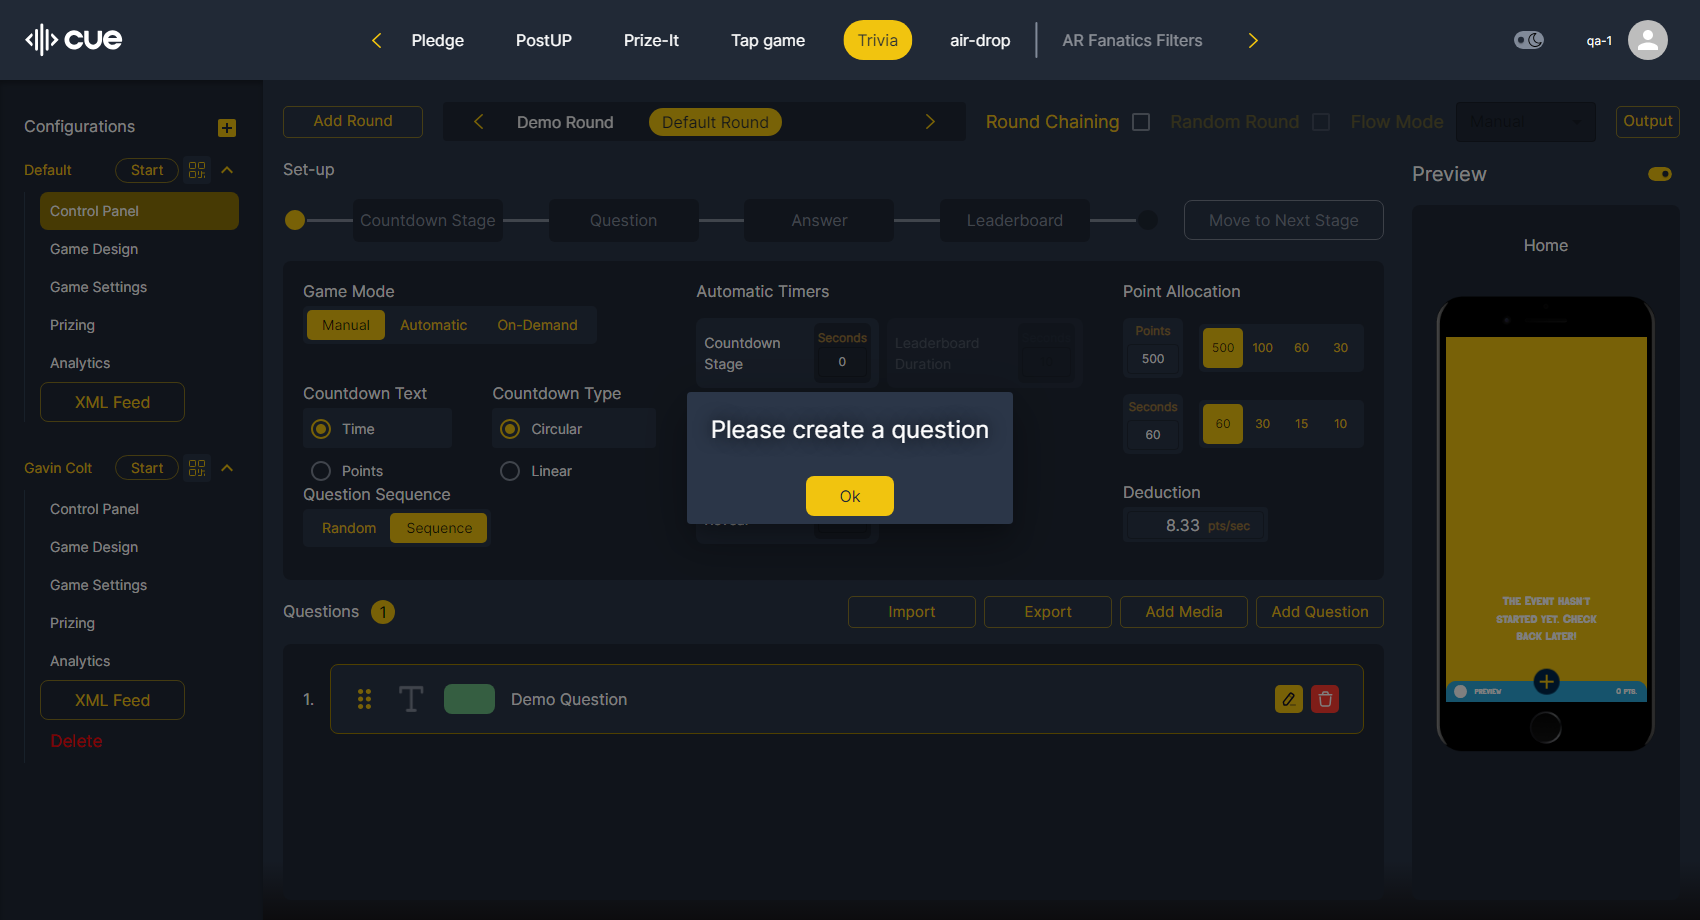 cue
Pledge
PostUP
Prize-It
Tap game
Trivia
air-drop
AR Fanatics Filters
qa-1
Configurations
Default
Start
Control Panel
Game Design
Game Settings
Prizing
Analytics
XML Feed
Gavin Colt
Start
Control Panel
Game Design
Game Settings
Prizing
Analytics
XML Feed
Delete
Add Round
Demo Round
Default Round
Round Chaining
Random Round
Flow Mode
Manual
Output
Set-up
Countdown Stage
Question
Answer
Leaderboard
Move to Next Stage
Game Mode
Manual
Automatic
On-Demand
Countdown Text
Time
Points
Countdown Type
Circular
Linear
Question Sequence
Random
Sequence
Automatic Timers
Countdown
Stage
Seconds
0
Leaderboard
Duration
Please create a question
Ok
Point Allocation
Points
500
500
100
60
30
Seconds
60
60
30
15
10
Deduction
8.33 pts/sec
Questions 1
Import
Export
Add Media
Add Question
1.
T
Demo Question
Preview
Home
The Event hasn't
started yet. Check
back later!
PREVIEW
0 PTS.